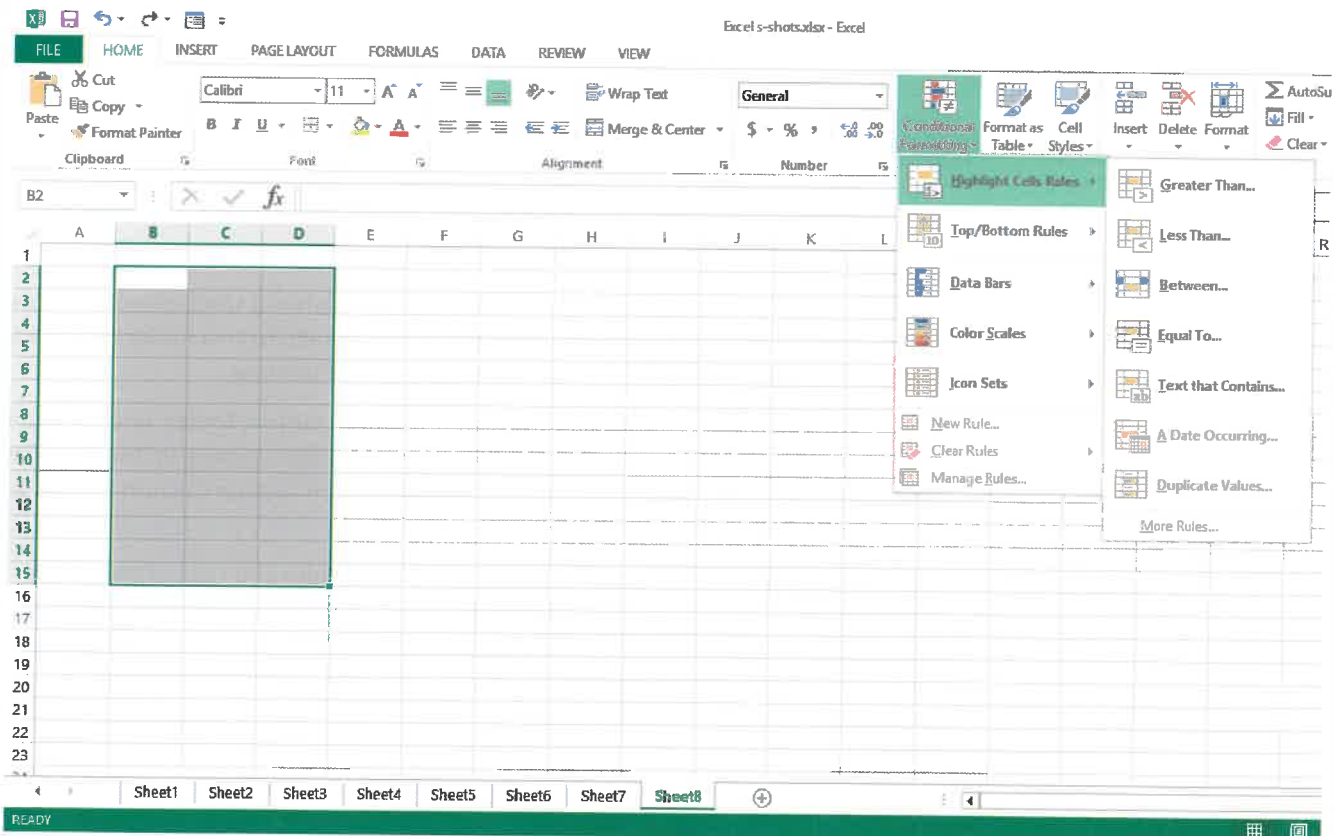 Excel s-shots.xlsx - Excel
FILE HOME INSERT PAGE LAYOUT FORMULAS DATA REVIEW VIEW
Cut
Copy
Format Painter
Paste
Clipboard
Calibri 11
B I U
Font
Wrap Text
Merge & Center
Alignment
General
$ % ,
Number
Conditional Formatting
Format as Table
Cell Styles
Insert Delete Format
AutoSu
Fill
Clear
B2
fx
A B C D E F G H I J K L
R
1
2
3
4
5
6
7
8
9
10
11
12
13
14
15
16
17
18
19
20
21
22
23
Highlight Cells Rules
Top/Bottom Rules
Data Bars
Color Scales
Icon Sets
New Rule...
Clear Rules
Manage Rules...
Greater Than...
Less Than...
Between...
Equal To...
Text that Contains...
A Date Occurring...
Duplicate Values...
More Rules...
Sheet1 Sheet2 Sheet3 Sheet4 Sheet5 Sheet6 Sheet7 Sheet8
READY